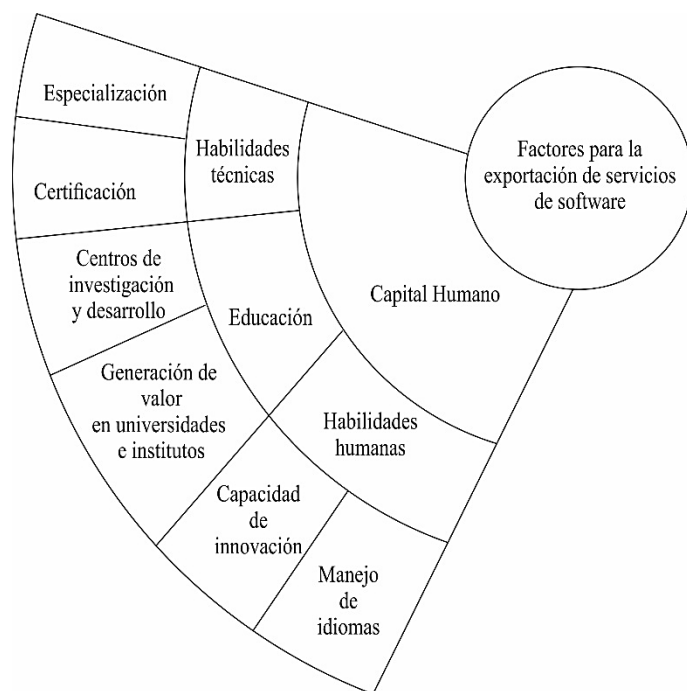 Factores para la
exportación de servicios
de software
Capital Humano
Habilidades
técnicas
Educación
Habilidades
humanas
Especialización
Certificación
Centros de
investigación
y desarrollo
Generación de
valor
en universidades
e institutos
Capacidad
de
innovación
Manejo
de
idiomas